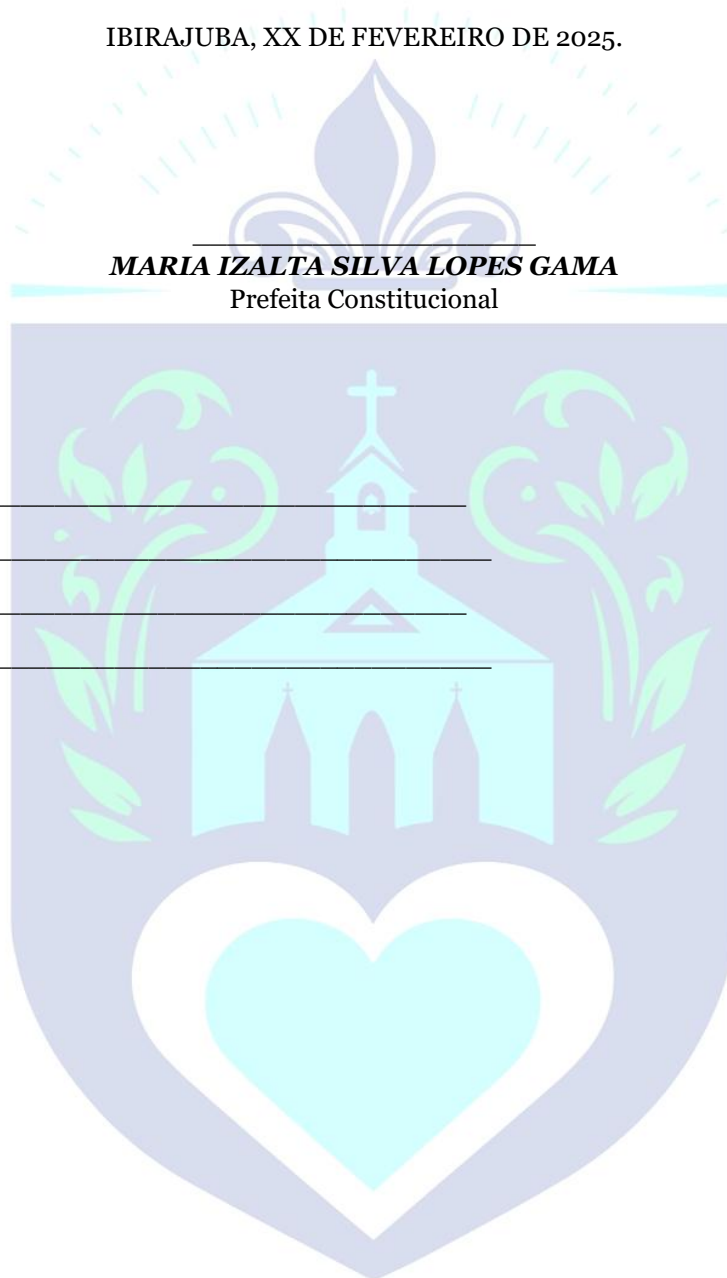 IBIRAJUBA, XX DE FEVEREIRO DE 2025.
MARIA IZALTA SILVA LOPES GAMA
Prefeita Constitucional